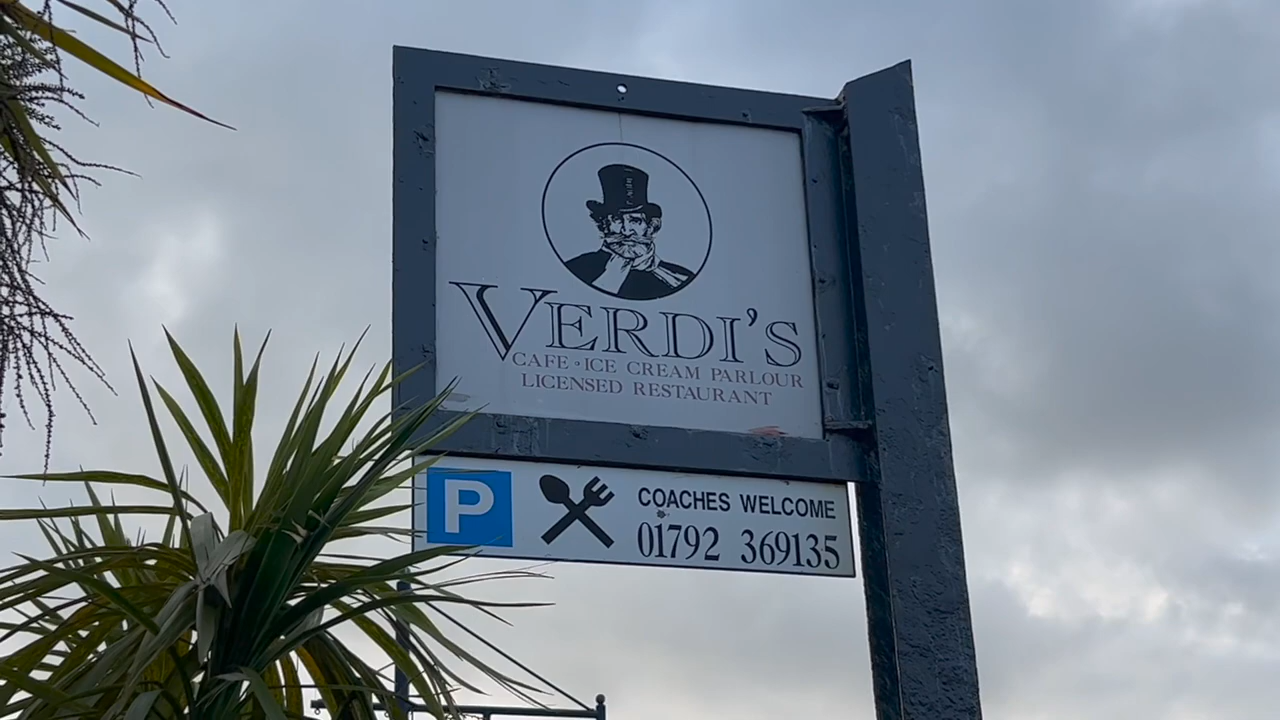 VERDI'S
CAFE • ICE CREAM PARLOUR
LICENSED RESTAURANT
P
COACHES WELCOME
01792 369135